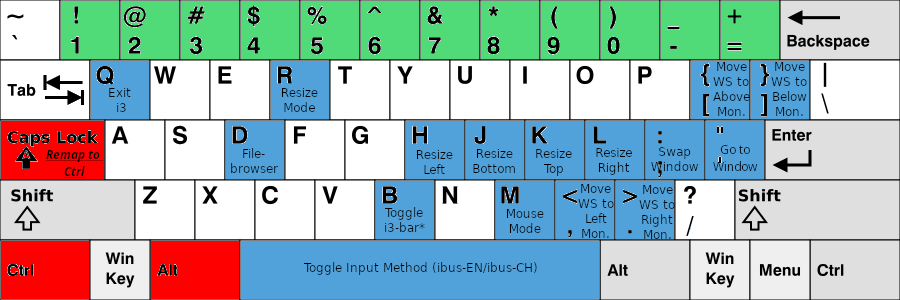 ~ ! @ # $ % ^ & * ( ) _ +
` 1 2 3 4 5 6 7 8 9 0 - = Backspace
Tab Q W E R T Y U I O P { } |
Exit
i3
Resize
Mode
[ Move
WS to
Above
Mon.
] Move
WS to
Below
Mon.
\
Caps Lock A S D F G H J K L : " Enter
Remap to
Ctrl
File-
browser
Resize
Left
Resize
Bottom
Resize
Top
Resize
Right
; Swap
Window
' Go to
Window
Shift Z X C V B N M < > ? Shift
Toggle
i3-bar*
Mouse
Mode
, Move
WS to
Left
Mon.
. Move
WS to
Right
Mon.
/
Ctrl Win
Key Alt Toggle Input Method (ibus-EN/ibus-CH) Alt Win
Key Menu Ctrl